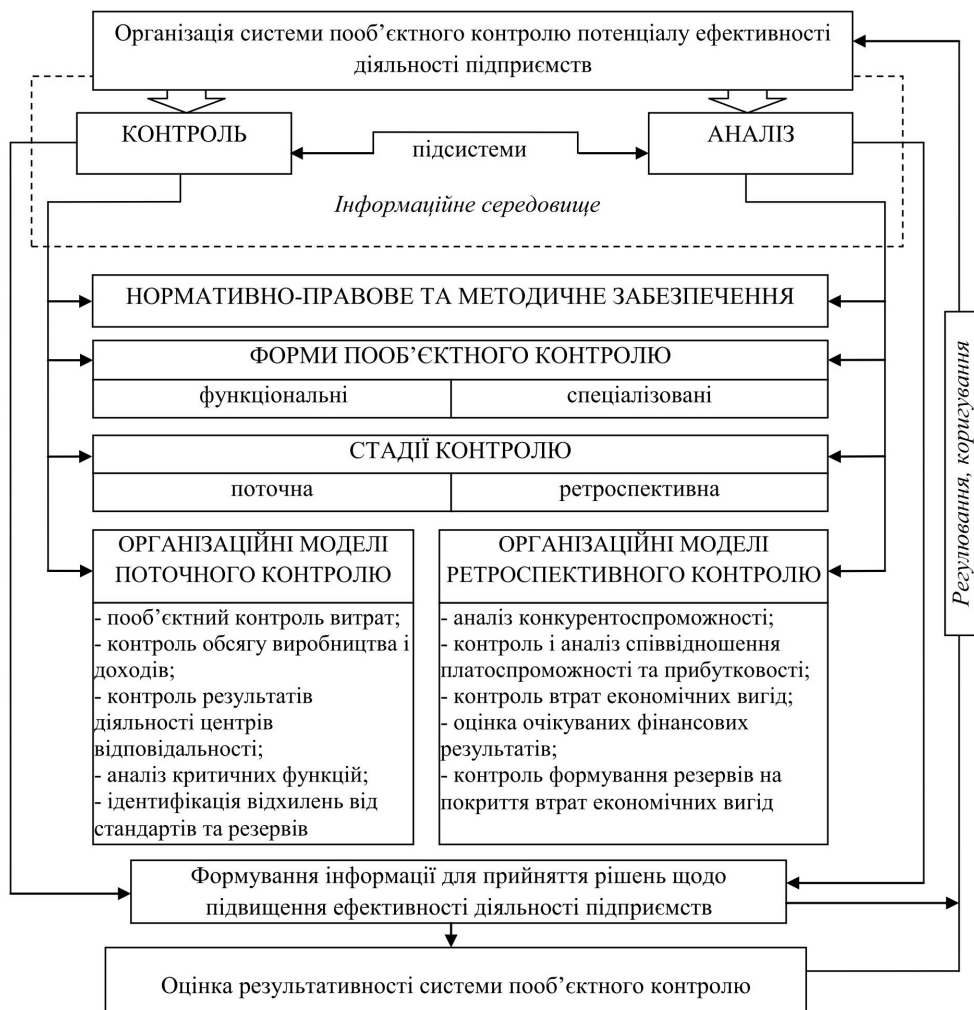 Організація системи пооб’єктного контролю потенціалу ефективності
діяльності підприємств
КОНТРОЛЬ
підсистеми
АНАЛІЗ
Інформаційне середовище
НОРМАТИВНО-ПРАВОВЕ ТА МЕТОДИЧНЕ ЗАБЕЗПЕЧЕННЯ
ФОРМИ ПООБ’ЄКТНОГО КОНТРОЛЮ
функціональні
спеціалізовані
СТАДІЇ КОНТРОЛЮ
поточна
ретроспективна
ОРГАНІЗАЦІЙНІ МОДЕЛІ
ПОТОЧНОГО КОНТРОЛЮ
- пооб’єктний контроль витрат;
- контроль обсягу виробництва і
доходів;
- контроль результатів
діяльності центрів
відповідальності;
- аналіз критичних функцій;
- ідентифікація відхилень від
стандартів та резервів
ОРГАНІЗАЦІЙНІ МОДЕЛІ
РЕТРОСПЕКТИВНОГО КОНТРОЛЮ
- аналіз конкурентоспроможності;
- контроль і аналіз співвідношення
платоспроможності та прибутковості;
- контроль втрат економічних вигід;
- оцінка очікуваних фінансових
результатів;
- контроль формування резервів на
покриття втрат економічних вигід
Регулювання, коригування
Формування інформації для прийняття рішень щодо
підвищення ефективності діяльності підприємств
Оцінка результативності системи пооб’єктного контролю